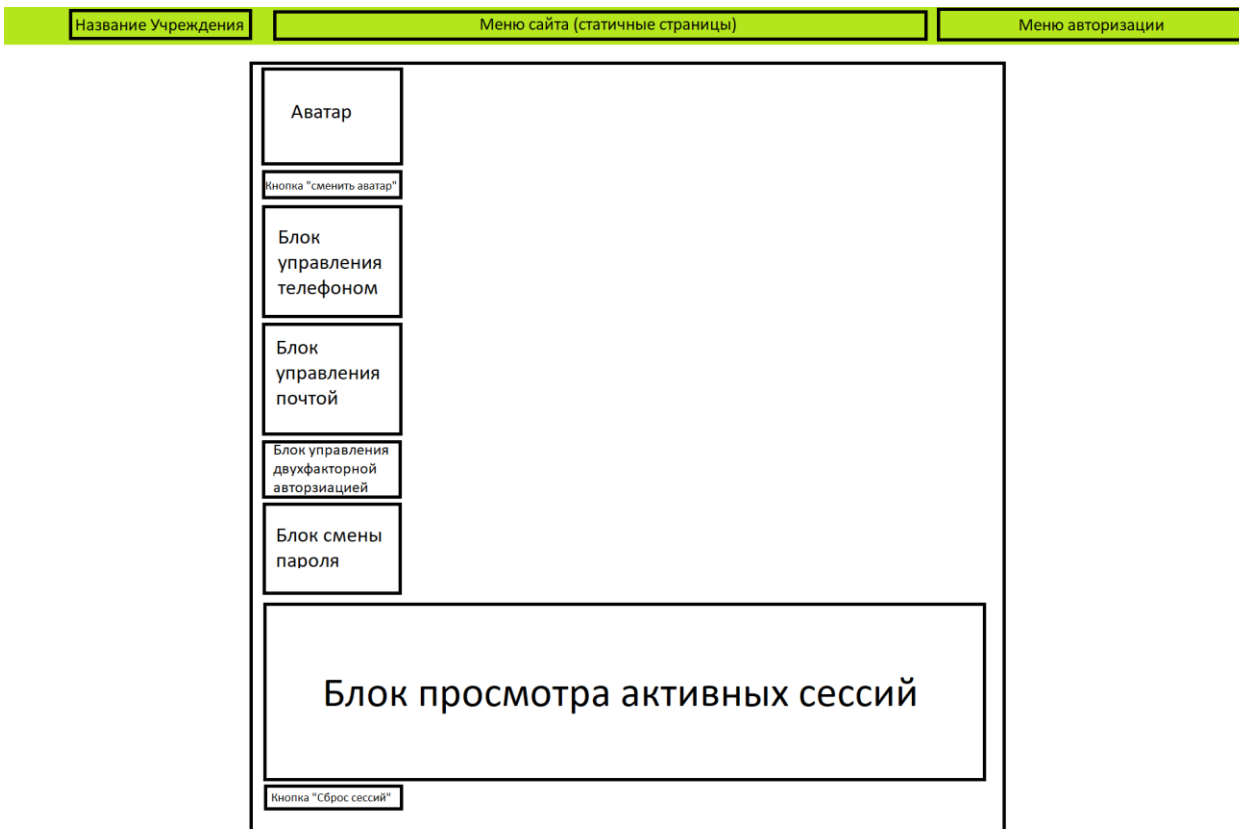 Название Учреждения
Меню сайта (статичные страницы)
Меню авторизации
Аватар
Кнопка "сменить аватар"
Блок
управления
телефоном
Блок
управления
почтой
Блок управления
двухфакторной
авторзиацией
Блок смены
пароля
Блок просмотра активных сессий
Кнопка "Сброс сессий"